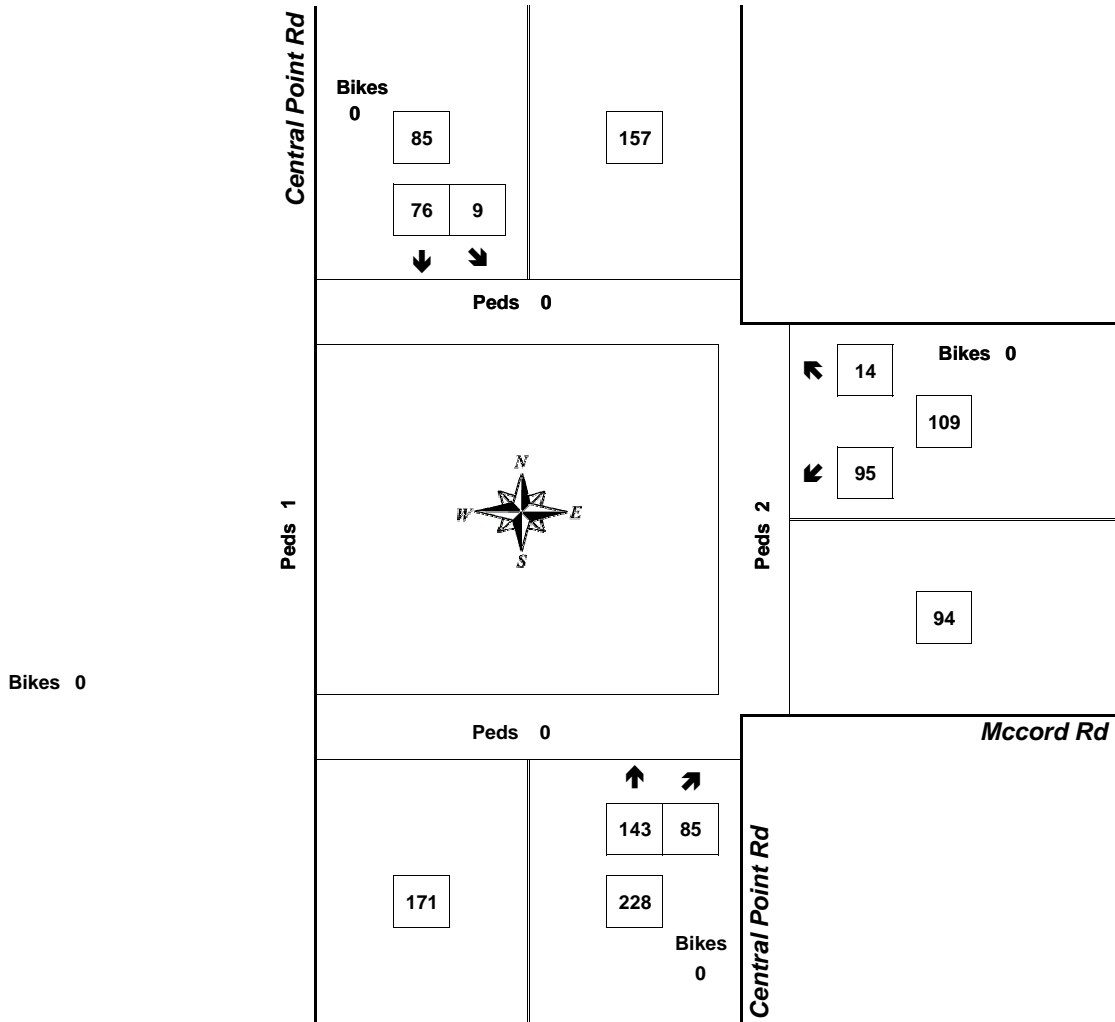 Central Point Rd
Bikes
0
85
157
76 9
Peds 0
14
Bikes 0
109
95
N
W E
S
Peds 1
Peds 2
94
Bikes 0
Peds 0
Mccord Rd
143 85
171
228
Bikes
0
Central Point Rd